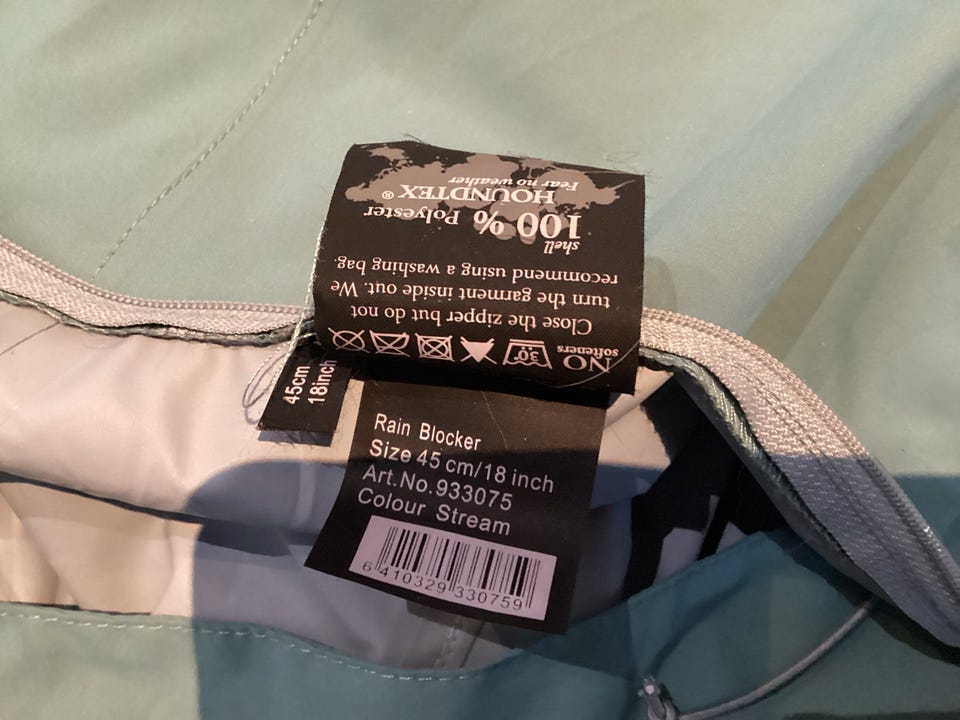 NO
softeners
30°
Close the zipper but do not
turn the garment inside out. We
recommend using a washing bag.
shell
100 % Polyester
HOUNDTEX®
Fear no weather
45cm
18inch
Rain Blocker
Size 45 cm/18 inch
Art.No.933075
Colour Stream
6 410329 330759